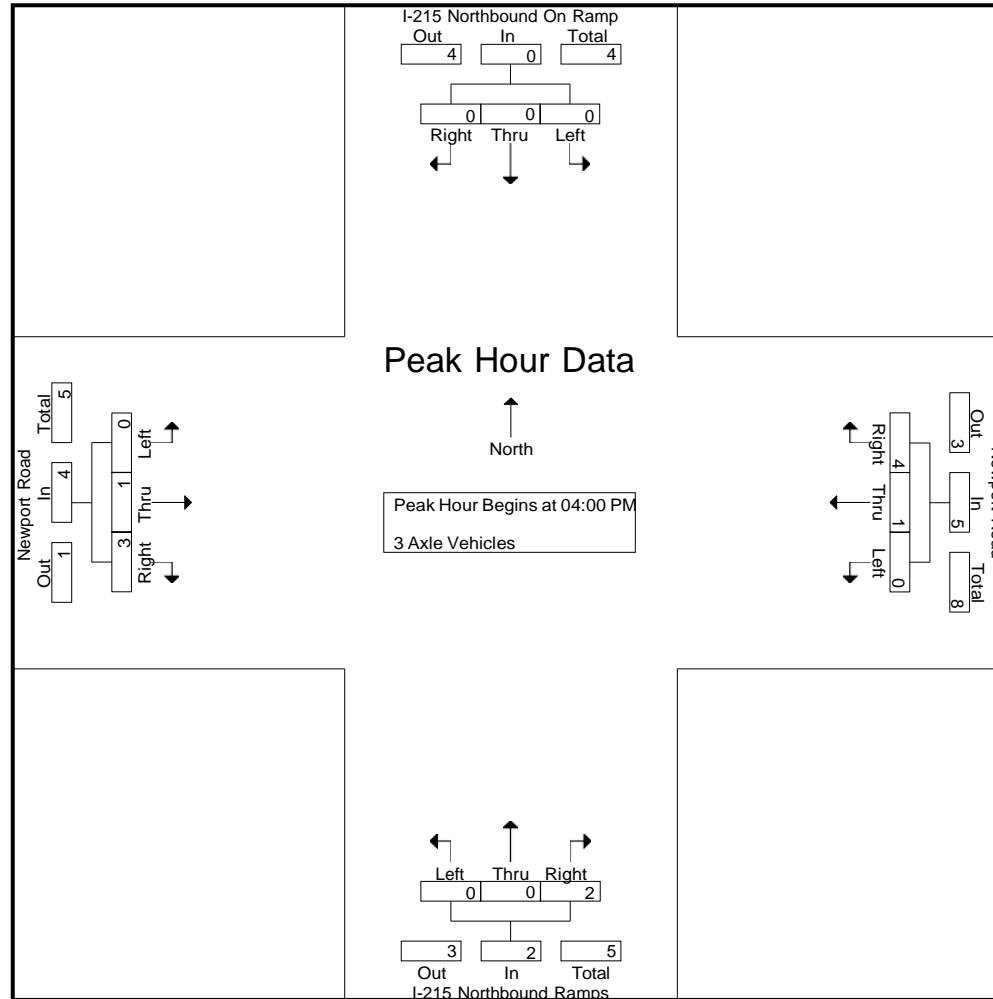 I-215 Northbound On Ramp
Out In Total
4 0 4
0 0 0
Right Thru Left
Peak Hour Data
North
Peak Hour Begins at 04:00 PM
3 Axle Vehicles
Newport Road
Out In Total
1 4 5
0 1 3
Left Thru Right
Out In Total
3 5 8
4 1 0
Right Thru Left
Left Thru Right
0 0 2
3 2 5
Out In Total
I-215 Northbound Ramps